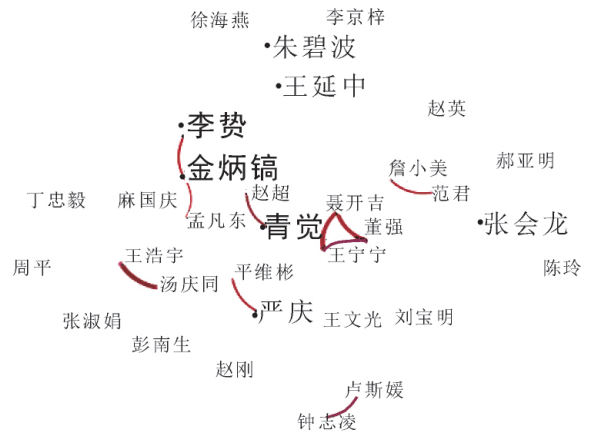 徐海燕
李京梓
朱碧波
王延中
赵英
李贽
金炳镐
詹小美
郝亚明
丁忠毅
麻国庆
赵超
聂开吉
范君
孟凡东
青觉
董强
张会龙
王浩宇
王宁宁
周平
汤庆同
平维彬
陈玲
张淑娟
严庆
王文光
刘宝明
彭南生
赵刚
卢斯媛
钟志凌